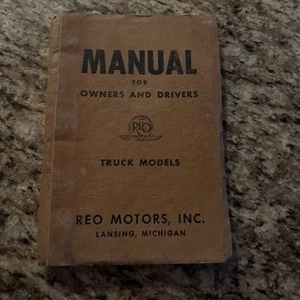 MANUAL
FOR
OWNERS AND DRIVERS
REO
TRUCK MODELS
REO MOTORS, INC.
LANSING, MICHIGAN